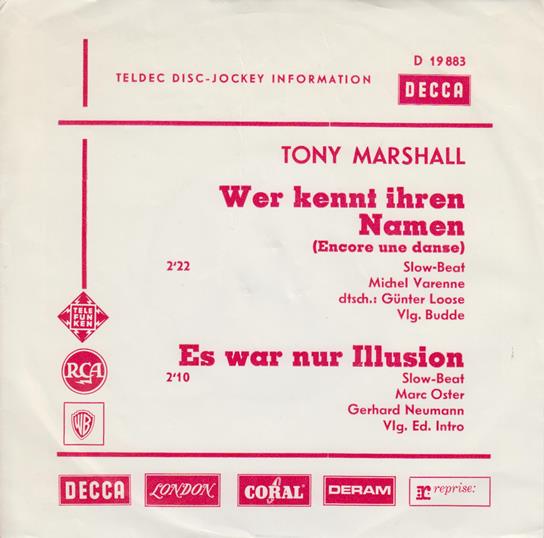 D 19 883
TELDEC DISC-JOCKEY INFORMATION
DECCA
TONY MARSHALL
Wer kennt ihren
Namen
(Encore une danse)
2'22
Slow-Beat
Michel Varenne
dtsch.: Günter Loose
Vlg. Budde
TELE
FUN
KEN
Es war nur Illusion
RCA
2'10
Slow-Beat
Marc Oster
Gerhard Neumann
WB
Vlg. Ed. Intro
DECCA
LONDON
CORAL
DERAM
r: reprise: